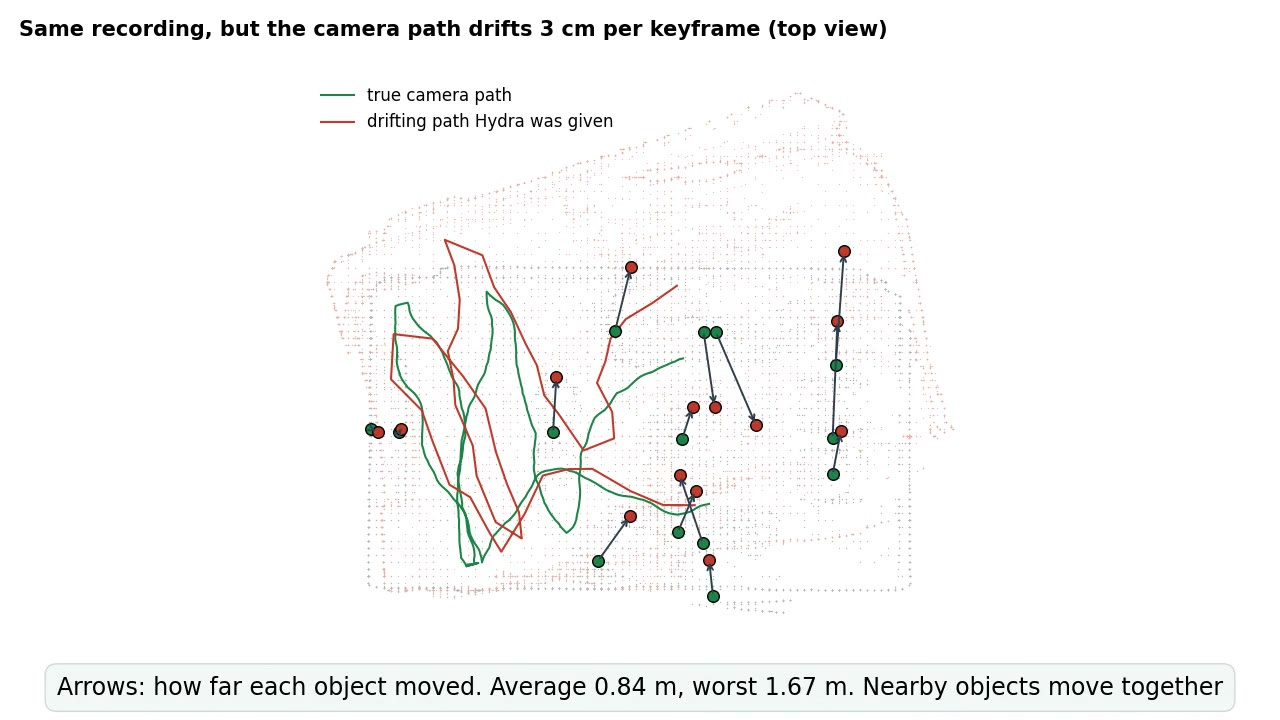 Same recording, but the camera path drifts 3 cm per keyframe (top view)
true camera path
drifting path Hydra was given
Arrows: how far each object moved. Average 0.84 m, worst 1.67 m. Nearby objects move together